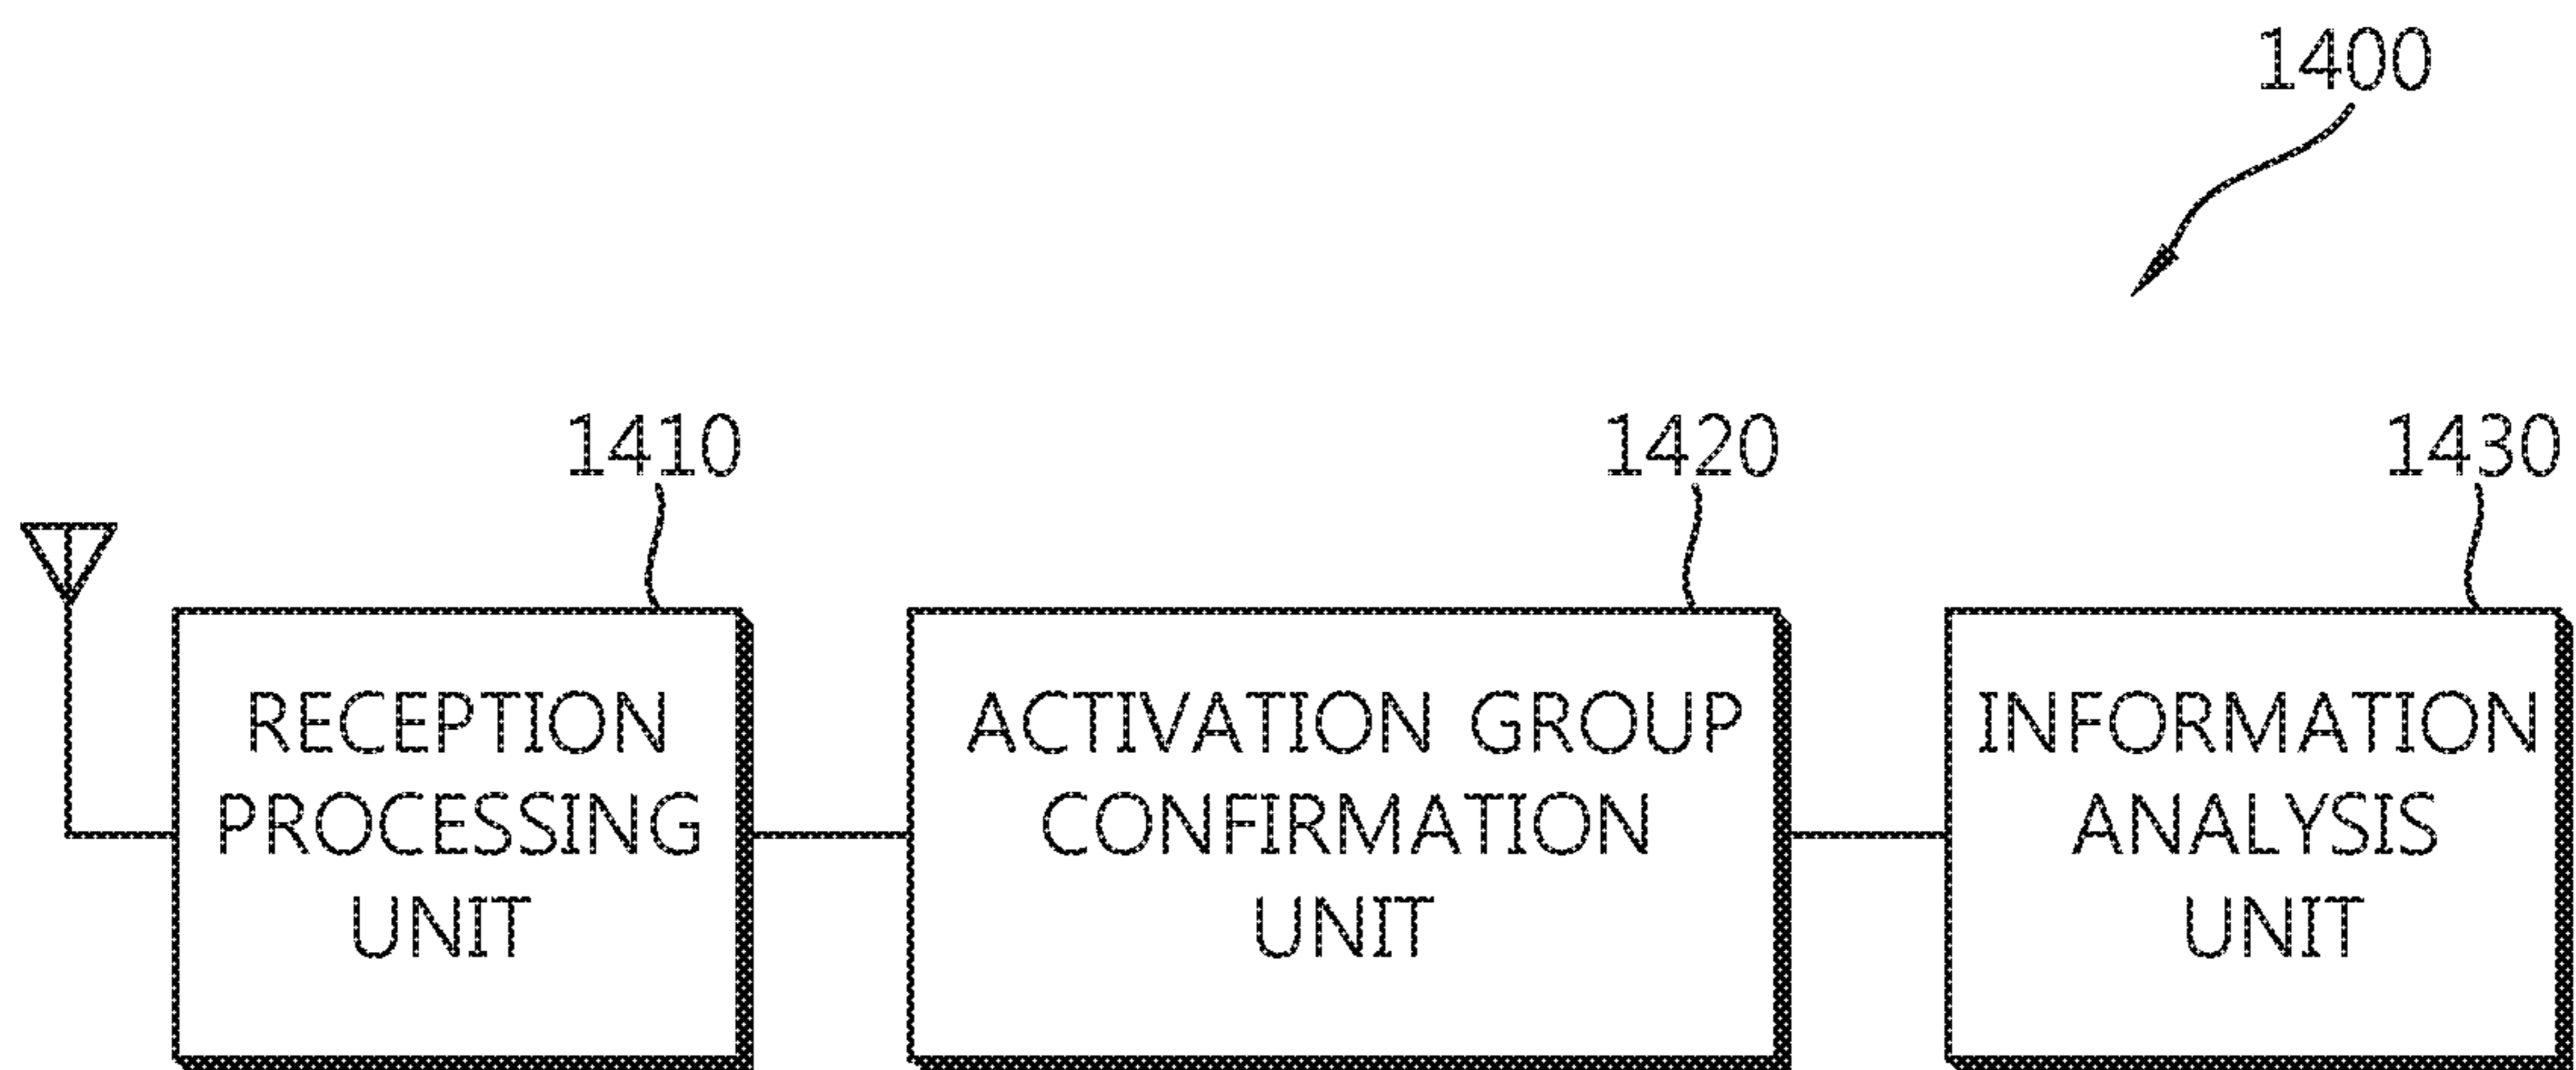 1400
1410
1420
1430
RECEPTION
PROCESSING
UNIT
ACTIVATION GROUP
CONFIRMATION
UNIT
INFORMATION
ANALYSIS
UNIT